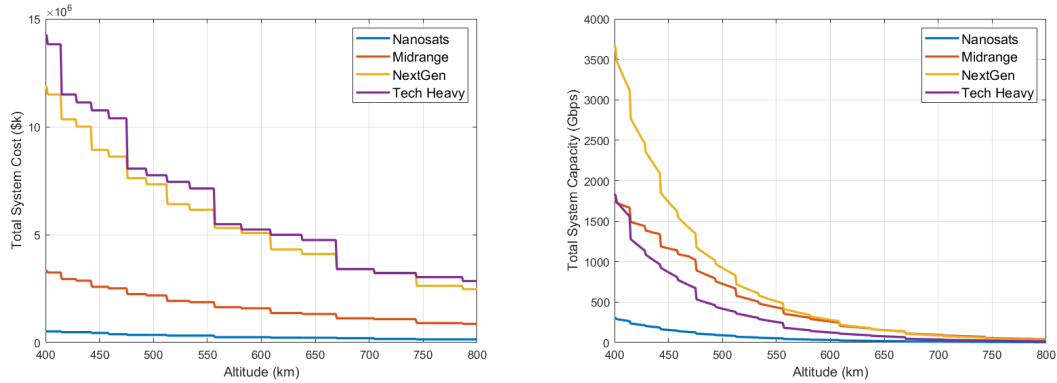 15
×10⁶
10
5
0
400
450
500
550
600
650
700
750
800
Total System Cost ($k)
Altitude (km)
Nanosats
Midrange
NextGen
Tech Heavy
4000
3500
3000
2500
2000
1500
1000
500
0
400
450
500
550
600
650
700
750
800
Total System Capacity (Gbps)
Altitude (km)
Nanosats
Midrange
NextGen
Tech Heavy